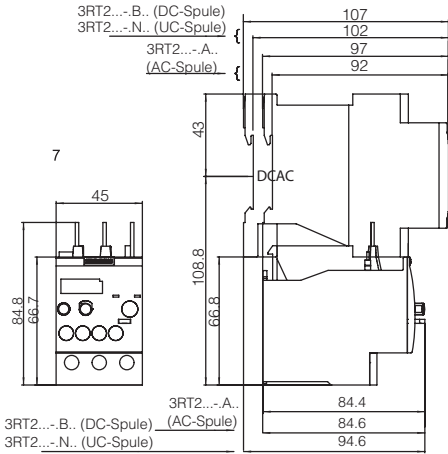 3RT2...-.B.. (DC-Spule)
3RT2...-.N.. (UC-Spule)
3RT2...-.A..
(AC-Spule)
107
102
97
92
43
7
DCAC
45
108.8
84.8
66.7
66.8
3RT2...-.A..
(AC-Spule)
3RT2...-.B.. (DC-Spule)
3RT2...-.N.. (UC-Spule)
84.4
84.6
94.6